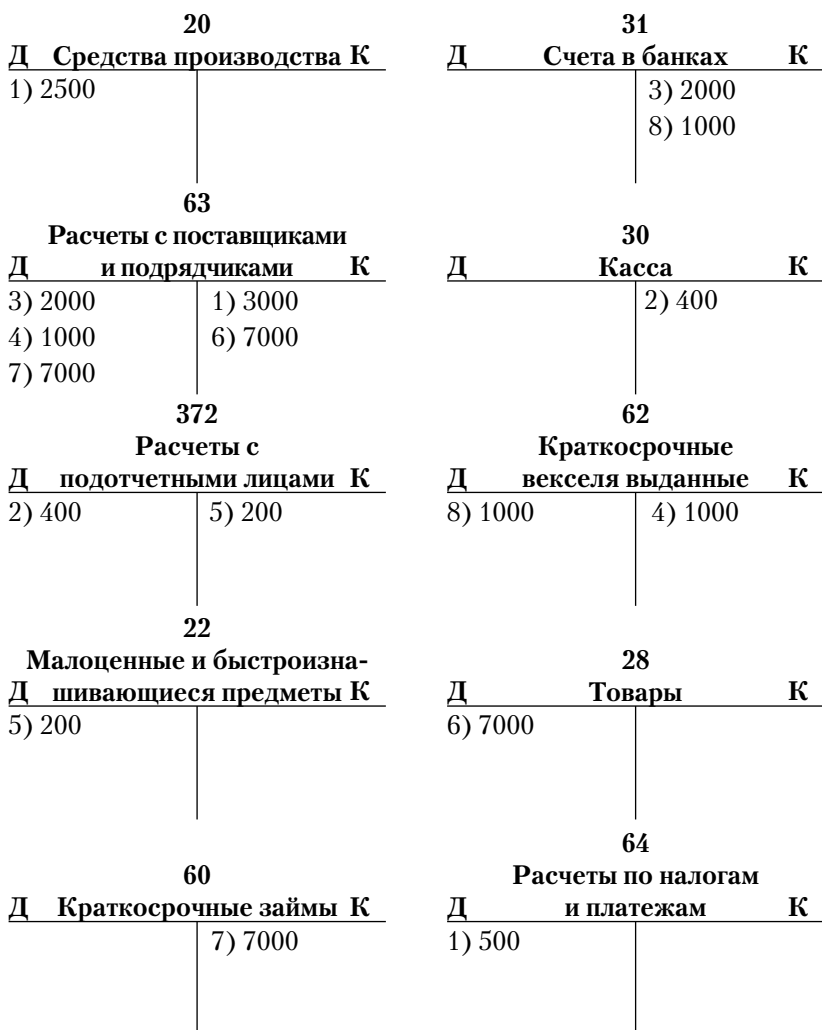 20
Д Средства производства К
1) 2500
31
Д Счета в банках К
3) 2000
8) 1000
63
Расчеты с поставщиками
Д и подрядчиками К
3) 2000 1) 3000
4) 1000 6) 7000
7) 7000
30
Д Касса К
2) 400
372
Расчеты с
Д подотчетными лицами К
2) 400 5) 200
62
Краткосрочные
Д векселя выданные К
8) 1000 4) 1000
22
Малоценные и быстроизна-
Д шивающиеся предметы К
5) 200
28
Д Товары К
6) 7000
60
Д Краткосрочные займы К
7) 7000
64
Расчеты по налогам
Д и платежам К
1) 500